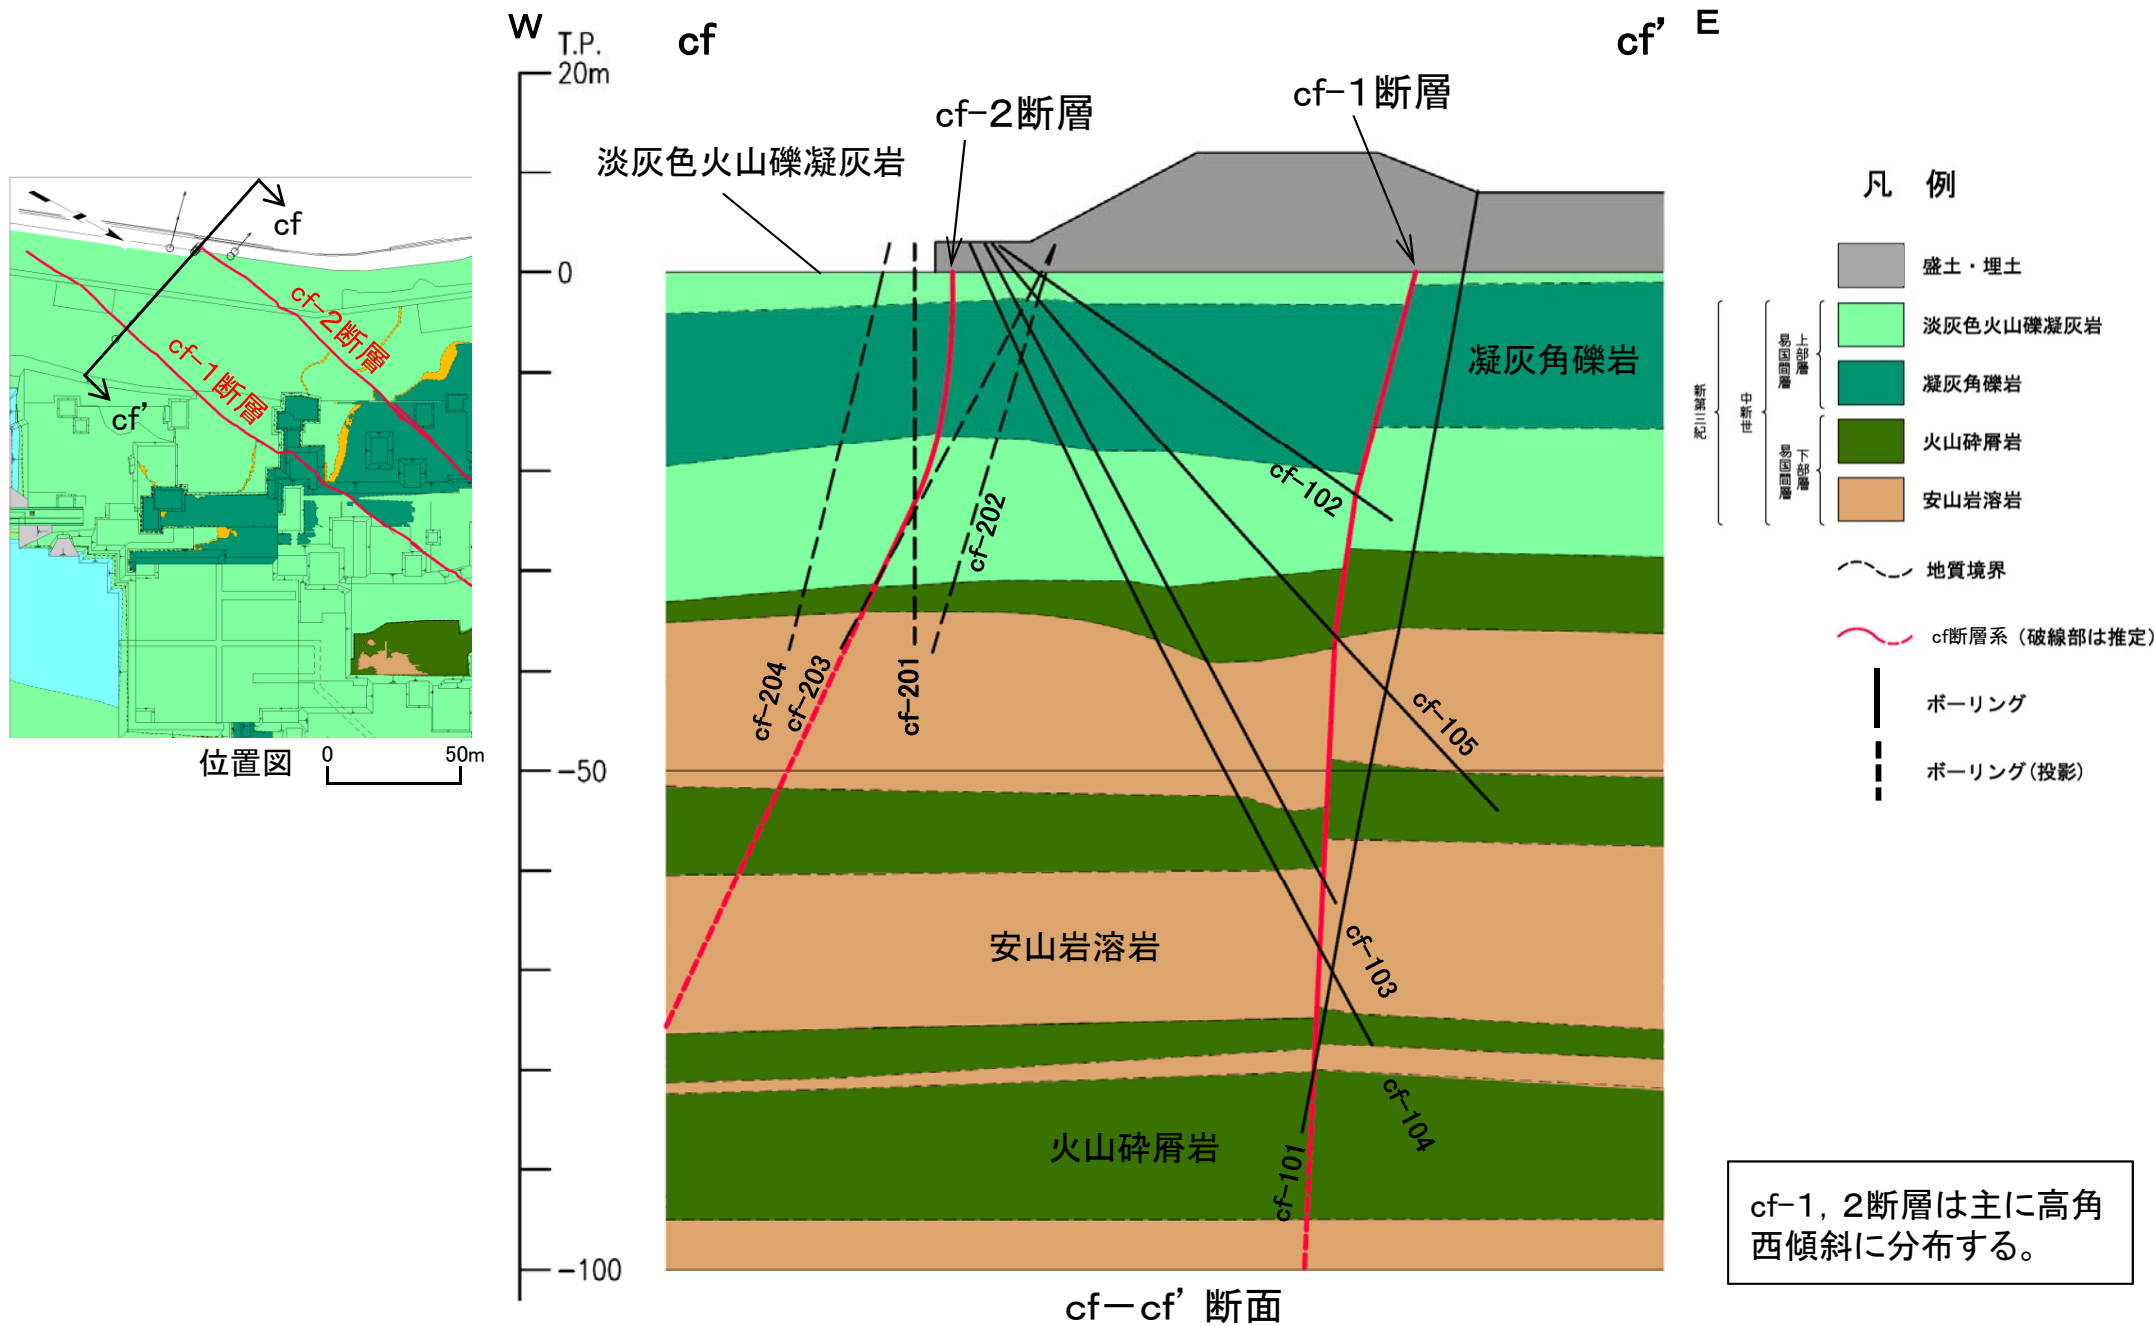 W
T.P.
20m
cf
cf’
E
cf-2断層
cf-1断層
淡灰色火山礫凝灰岩
0
-50
-100
凝灰角礫岩
安山岩溶岩
火山砕屑岩
cf-102
cf-202
cf-204
cf-203
cf-201
cf-105
cf-103
cf-104
cf-101
cf－cf’断面
cf
cf-2断層
cf-1断層
cf’
位置図
0
50m
凡 例
盛土・埋土
淡灰色火山礫凝灰岩
凝灰角礫岩
火山砕屑岩
安山岩溶岩
新第三紀
中新世
易国間層
上部層
易国間層
下部層
地質境界
cf断層系（破線部は推定）
ボーリング
ボーリング（投影）
cf-1，2断層は主に高角
西傾斜に分布する。